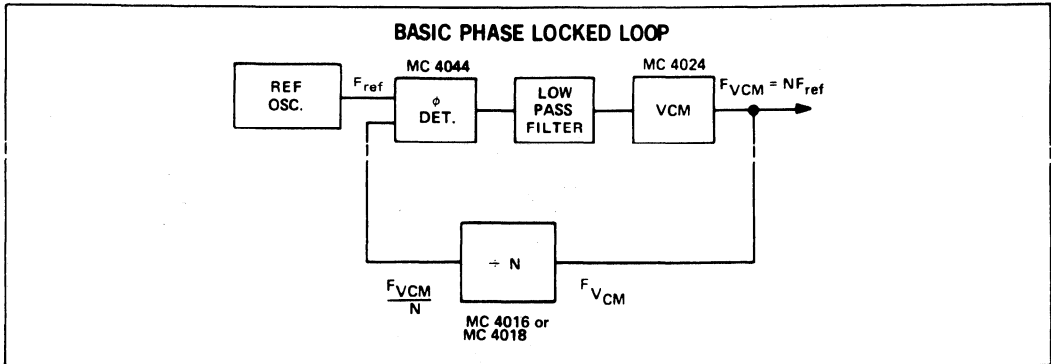 BASIC PHASE LOCKED LOOP
MC 4044
MC 4024
REF
OSC.
Fref
φ
DET.
LOW
PASS
FILTER
VCM
FVCM = NFref
÷ N
FVCM
N
FVCM
MC 4016 or
MC 4018